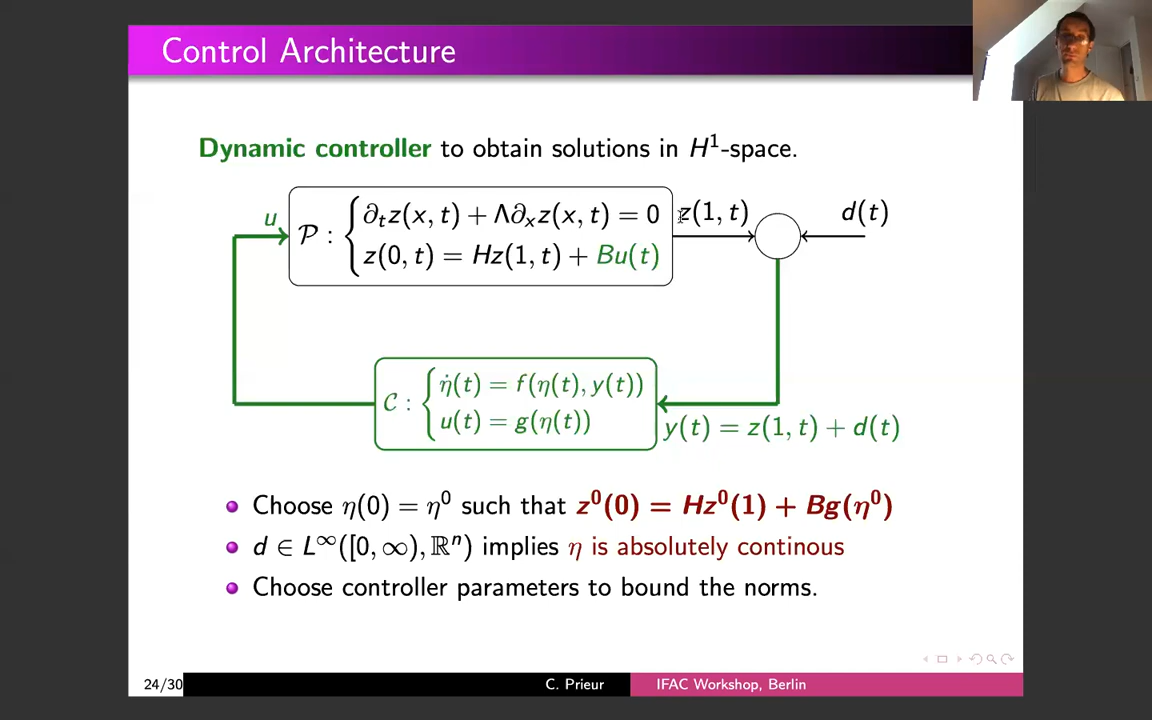 Control Architecture
Dynamic controller to obtain solutions in H¹-space.
u
P : { ∂ₜz(x, t) + Λ∂ₓz(x, t) = 0
z(0, t) = Hz(1, t) + Bu(t)
z(1, t)
d(t)
C : { η̇(t) = f(η(t), y(t))
u(t) = g(η(t))
y(t) = z(1, t) + d(t)
Choose η(0) = η⁰ such that z⁰(0) = Hz⁰(1) + Bg(η⁰)
d ∈ L^∞([0, ∞), ℝⁿ) implies η is absolutely continous
Choose controller parameters to bound the norms.
24/30 C. Prieur IFAC Workshop, Berlin